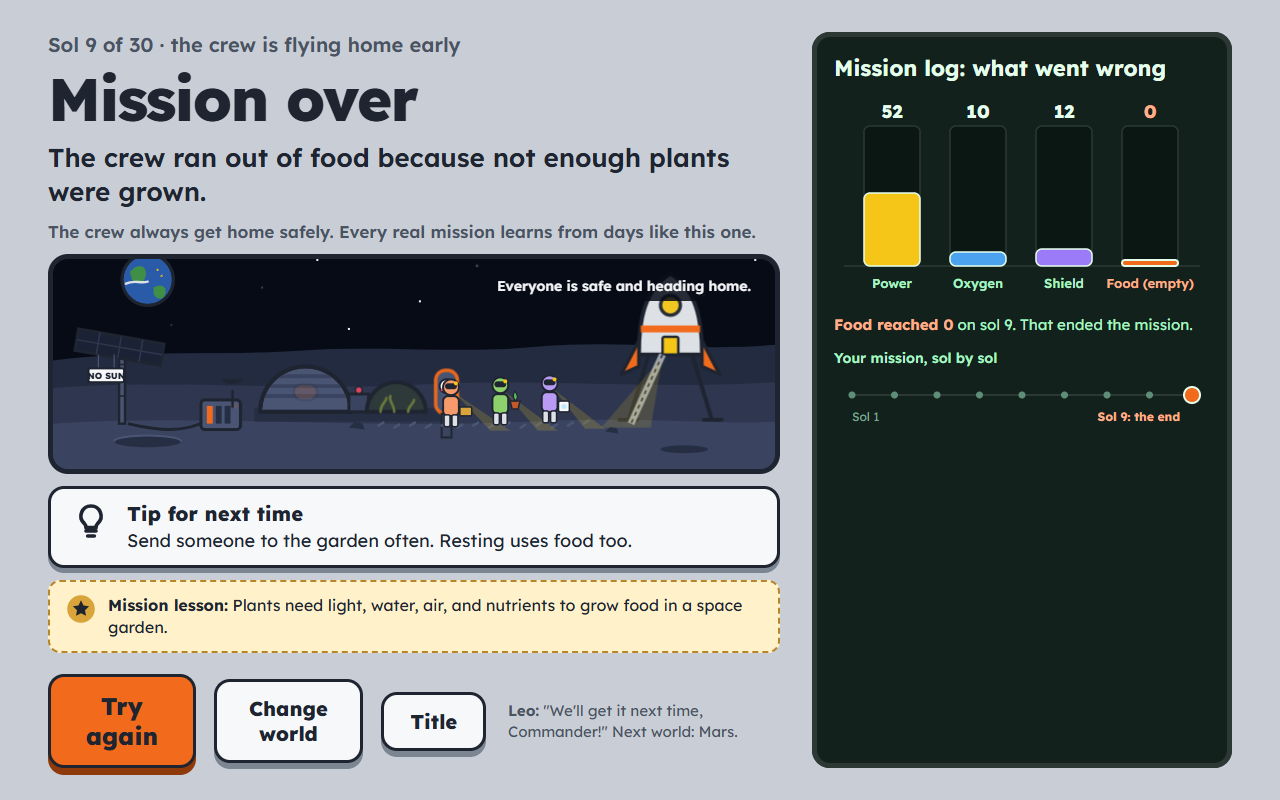 Sol 9 of 30 · the crew is flying home early
Mission over
The crew ran out of food because not enough plants
were grown.
The crew always get home safely. Every real mission learns from days like this one.
Everyone is safe and heading home.
NO SUN
Tip for next time
Send someone to the garden often. Resting uses food too.
Mission lesson: Plants need light, water, air, and nutrients to grow food in a space
garden.
Try
again
Change
world
Title
Leo: "We'll get it next time,
Commander!" Next world: Mars.
Mission log: what went wrong
52 10 12 0
Power Oxygen Shield Food (empty)
Food reached 0 on sol 9. That ended the mission.
Your mission, sol by sol
Sol 1 Sol 9: the end